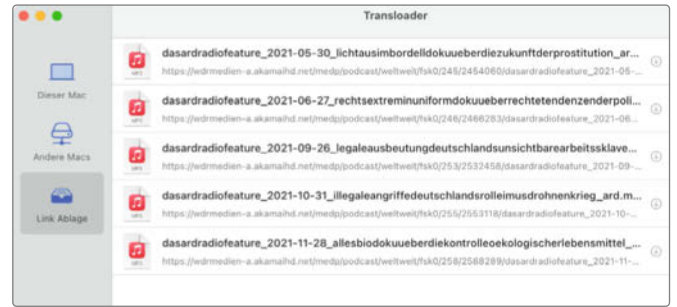 Transloader
Dieser Mac
Andere Macs
Link Ablage
dasardradiofeature_2021-05-30_lichtausimbordelldokuueberdiezukunftderprostitution_ar...
https://wdrmedien-a.akamaihd.net/medp/podcast/weltweit/fsk0/245/2454060/dasardradiofeature_2021-05-...
dasardradiofeature_2021-06-27_rechtsextreminuniformdokuueberrechtetendenzenderpoli...
https://wdrmedien-a.akamaihd.net/medp/podcast/weltweit/fsk0/246/2466283/dasardradiofeature_2021-06...
dasardradiofeature_2021-09-26_legaleausbeutungdeutschlandsunsichtbarearbeitssklave...
https://wdrmedien-a.akamaihd.net/medp/podcast/weltweit/fsk0/253/2532458/dasardradiofeature_2021-09-...
dasardradiofeature_2021-10-31_illegaleangriffedeutschlandsrolleimusdrohnenkrieg_ard.m...
https://wdrmedien-a.akamaihd.net/medp/podcast/weltweit/fsk0/255/2553118/dasardradiofeature_2021-10-...
dasardradiofeature_2021-11-28_allesbiodokuueberdiekontrolleoekologischerlebensmittel_...
https://wdrmedien-a.akamaihd.net/medp/podcast/weltweit/fsk0/258/2568289/dasardradiofeature_2021-11-...